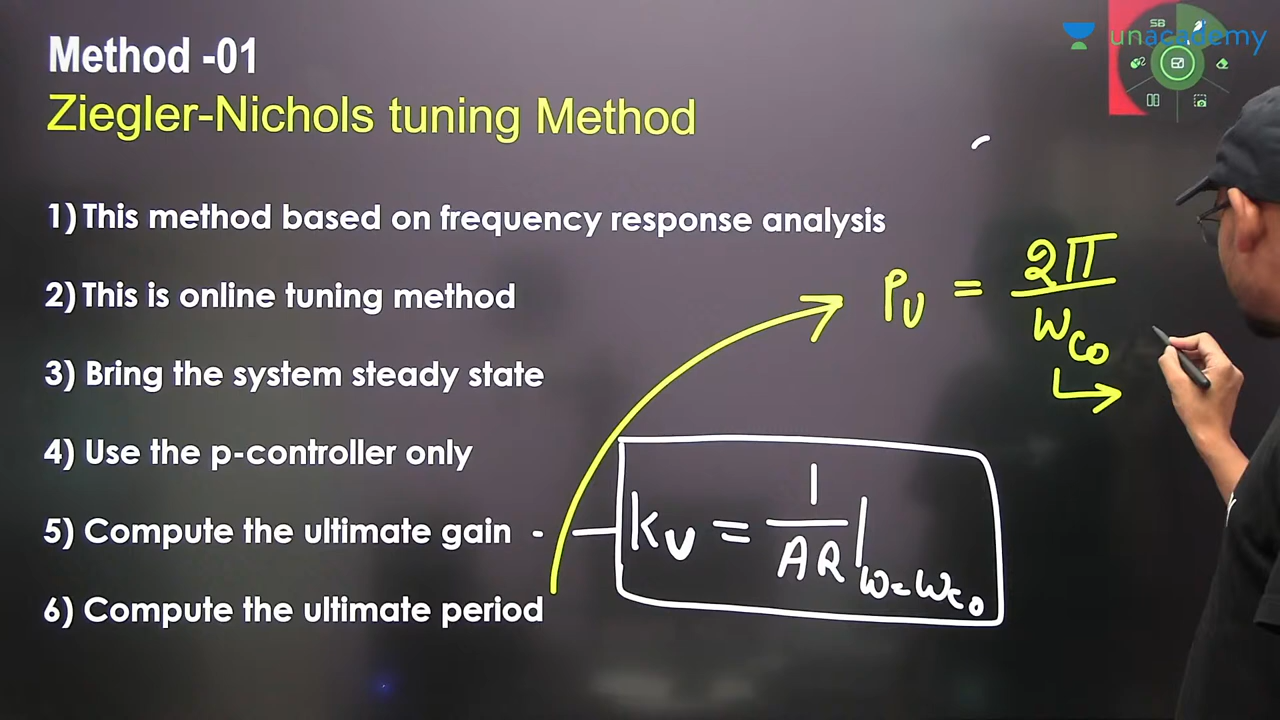 unacademy
SB
Method -01
Ziegler-Nichols tuning Method
1) This method based on frequency response analysis
2) This is online tuning method
3) Bring the system steady state
4) Use the p-controller only
5) Compute the ultimate gain -
6) Compute the ultimate period
PU = 2π / ωco
KU = 1 / AR | ω=ωco